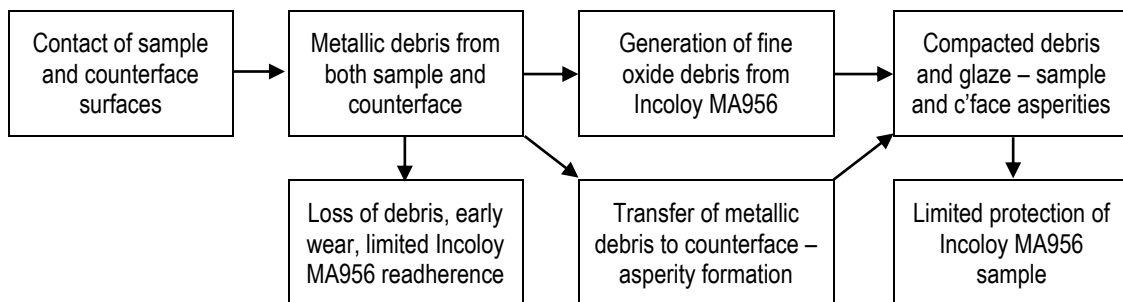 Contact of sample
and counterface
surfaces
Metallic debris from
both sample and
counterface
Generation of fine
oxide debris from
Incoloy MA956
Compacted debris
and glaze – sample
and c'face asperities
Loss of debris, early
wear, limited Incoloy
MA956 readherence
Transfer of metallic
debris to counterface –
asperity formation
Limited protection of
Incoloy MA956
sample